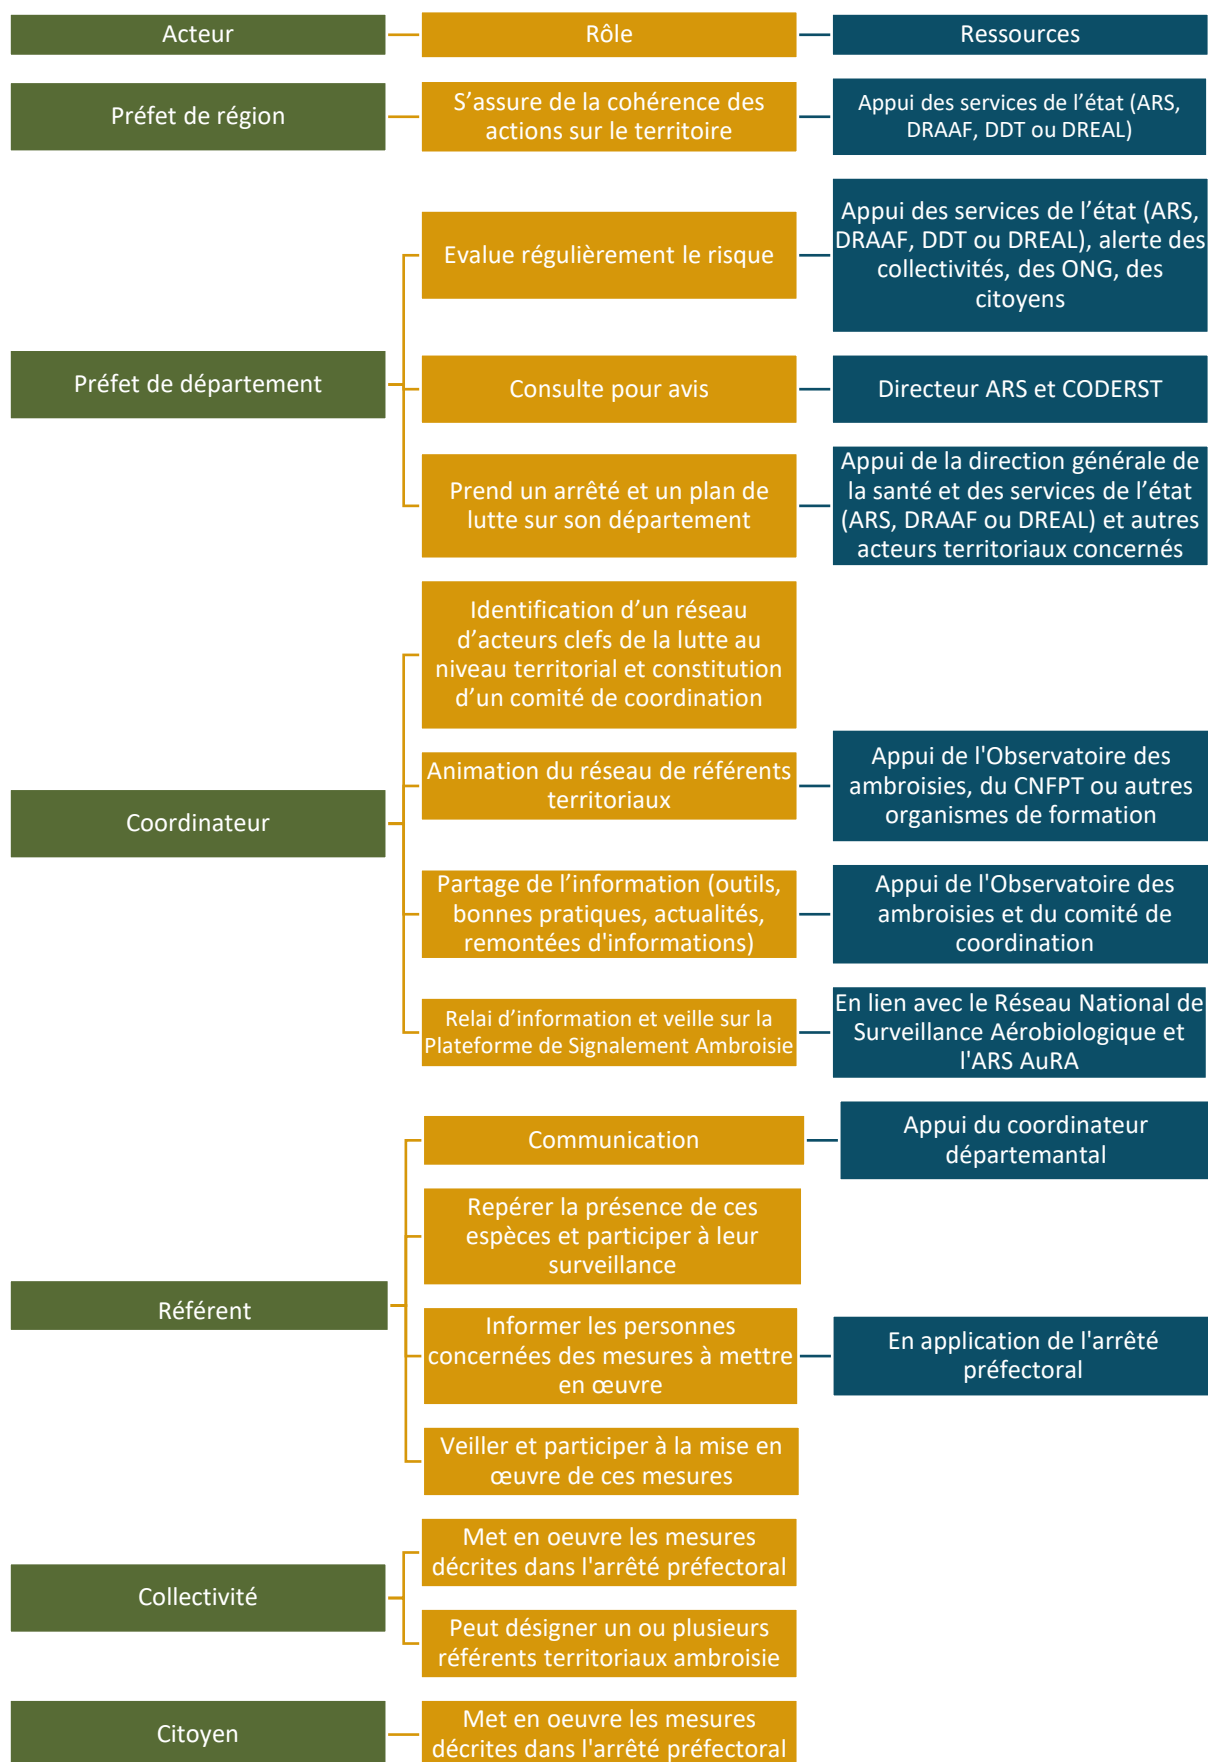 Acteur
Rôle
Ressources
Préfet de région
S’assure de la cohérence des
actions sur le territoire
Appui des services de l’état (ARS,
DRAAF, DDT ou DREAL)
Préfet de département
Evalue régulièrement le risque
Appui des services de l’état (ARS,
DRAAF, DDT ou DREAL), alerte des
collectivités, des ONG, des
citoyens
Consulte pour avis
Directeur ARS et CODERST
Prend un arrêté et un plan de
lutte sur son département
Appui de la direction générale de
la santé et des services de l’état
(ARS, DRAAF ou DREAL) et autres
acteurs territoriaux concernés
Coordinateur
Identification d’un réseau
d’acteurs clefs de la lutte au
niveau territorial et constitution
d’un comité de coordination
Animation du réseau de référents
territoriaux
Appui de l'Observatoire des
ambroisies, du CNFPT ou autres
organismes de formation
Partage de l’information (outils,
bonnes pratiques, actualités,
remontées d'informations)
Appui de l'Observatoire des
ambroisies et du comité de
coordination
Relai d’information et veille sur la
Plateforme de Signalement Ambroisie
En lien avec le Réseau National de
Surveillance Aérobiologique et
l'ARS AuRA
Référent
Communication
Appui du coordinateur
départemantal
Repérer la présence de ces
espèces et participer à leur
surveillance
Informer les personnes
concernées des mesures à mettre
en œuvre
En application de l'arrêté
préfectoral
Veiller et participer à la mise en
œuvre de ces mesures
Collectivité
Met en oeuvre les mesures
décrites dans l'arrêté préfectoral
Peut désigner un ou plusieurs
référents territoriaux ambroisie
Citoyen
Met en oeuvre les mesures
décrites dans l'arrêté préfectoral